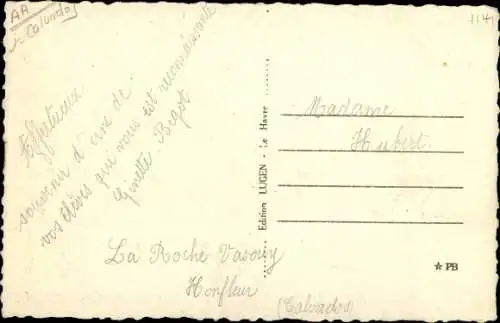 AA
Calvados
1141
Affectueux
souvenir d'une de
vos élèves qui vous est reconnaissante
Ginette Bigot
La Roche Vasouy
Honfleur
(Calvados)
Edition LUGEN - Le Havre
Madame
Hubert.
★ PB